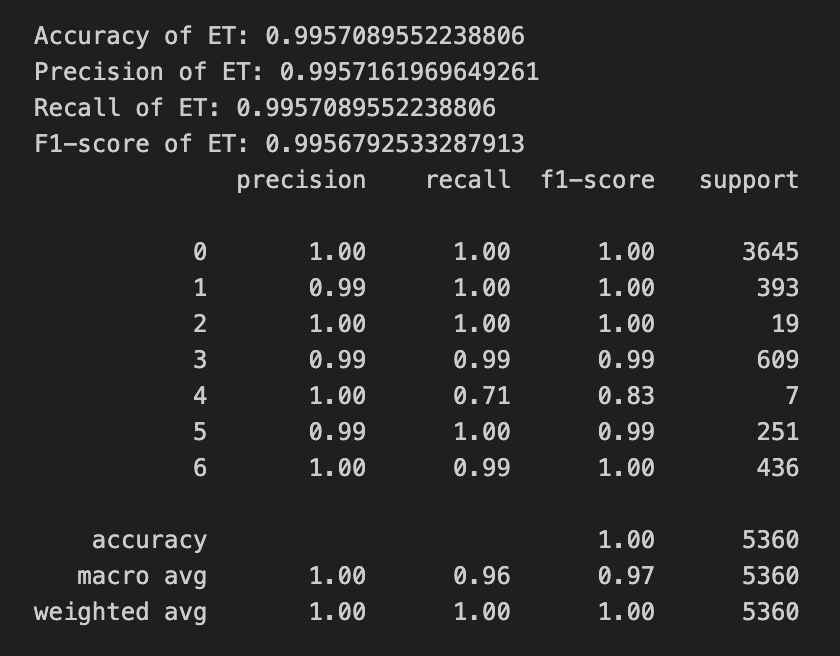 Accuracy of ET: 0.9957089552238806
Precision of ET: 0.9957161969649261
Recall of ET: 0.9957089552238806
F1-score of ET: 0.9956792533287913
precision recall f1-score support
0 1.00 1.00 1.00 3645
1 0.99 1.00 1.00 393
2 1.00 1.00 1.00 19
3 0.99 0.99 0.99 609
4 1.00 0.71 0.83 7
5 0.99 1.00 0.99 251
6 1.00 0.99 1.00 436
accuracy 1.00 5360
macro avg 1.00 0.96 0.97 5360
weighted avg 1.00 1.00 1.00 5360